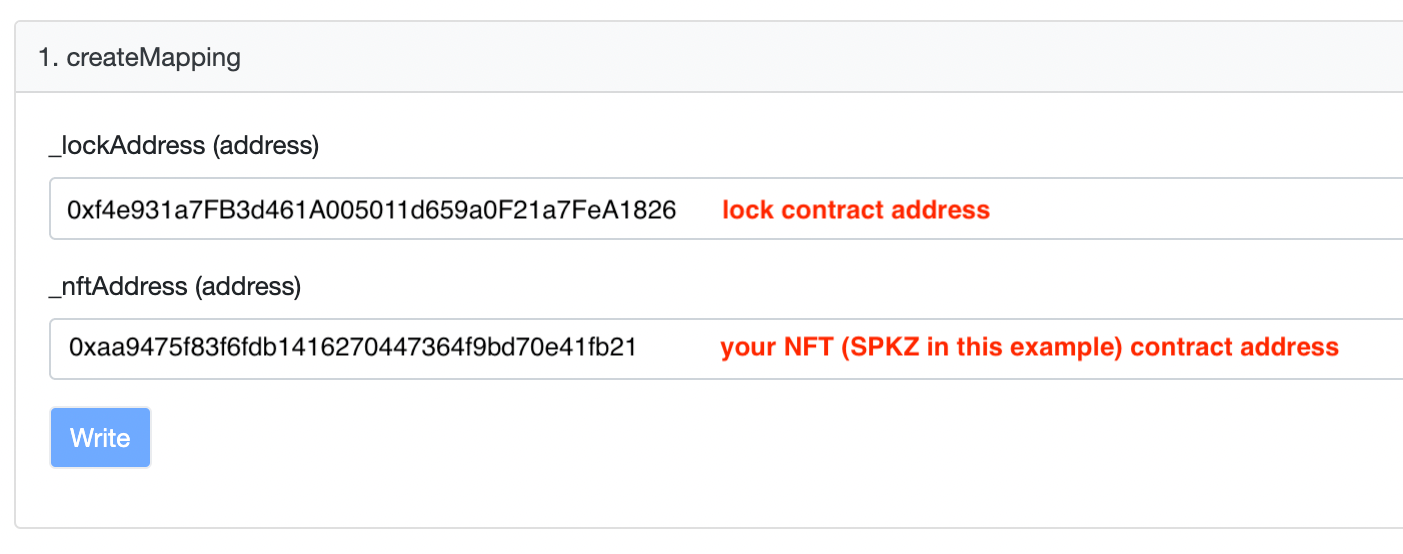 1. createMapping
_lockAddress (address)
0xf4e931a7FB3d461A005011d659a0F21a7FeA1826 lock contract address
_nftAddress (address)
0xaa9475f83f6fdb1416270447364f9bd70e41fb21 your NFT (SPKZ in this example) contract address
Write